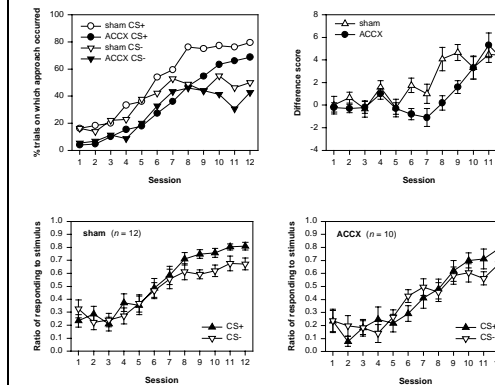 % trials on which approach occurred
100
80
60
40
20
0
sham CS+
ACCX CS+
sham CS-
ACCX CS-
1 2 3 4 5 6 7 8 9 10 11 12
Session
Difference score
8
6
4
2
0
-2
-4
sham
ACCX
1 2 3 4 5 6 7 8 9 10 11
Session
Ratio of responding to stimulus
1.0
0.9
0.8
0.7
0.6
0.5
0.4
0.3
0.2
0.1
0.0
sham (n = 12)
CS+
CS-
1 2 3 4 5 6 7 8 9 10 11 12
Session
Ratio of responding to stimulus
1.0
0.9
0.8
0.7
0.6
0.5
0.4
0.3
0.2
0.1
0.0
ACCX (n = 10)
CS+
CS-
1 2 3 4 5 6 7 8 9 10 11
Session